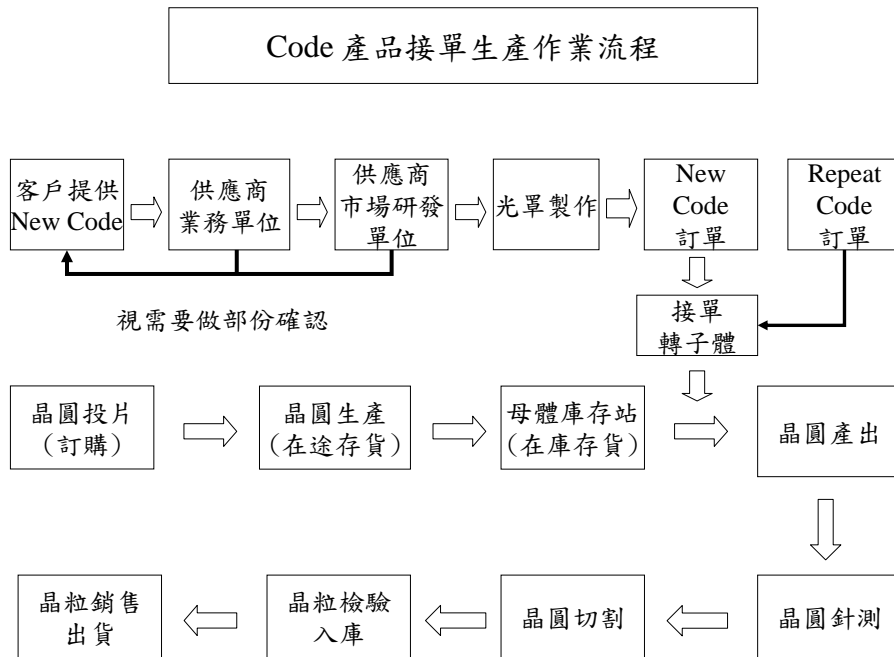 Code 產品接單生產作業流程
客戶提供
New Code
供應商
業務單位
供應商
市場研發
單位
光罩製作
New
Code
訂單
Repeat
Code
訂單
視需要做部份確認
接單
轉子體
晶圓投片
(訂購)
晶圓生產
(在途存貨)
母體庫存站
(在庫存貨)
晶圓產出
晶粒銷售
出貨
晶粒檢驗
入庫
晶圓切割
晶圓針測